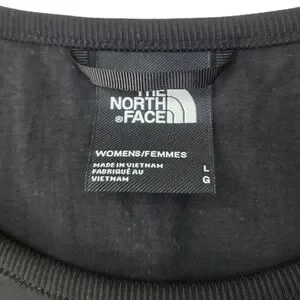 THE
NORTH
®FACE
WOMENS/FEMMES
MADE IN VIETNAM
FABRIQUÉ AU
VIETNAM
L
G